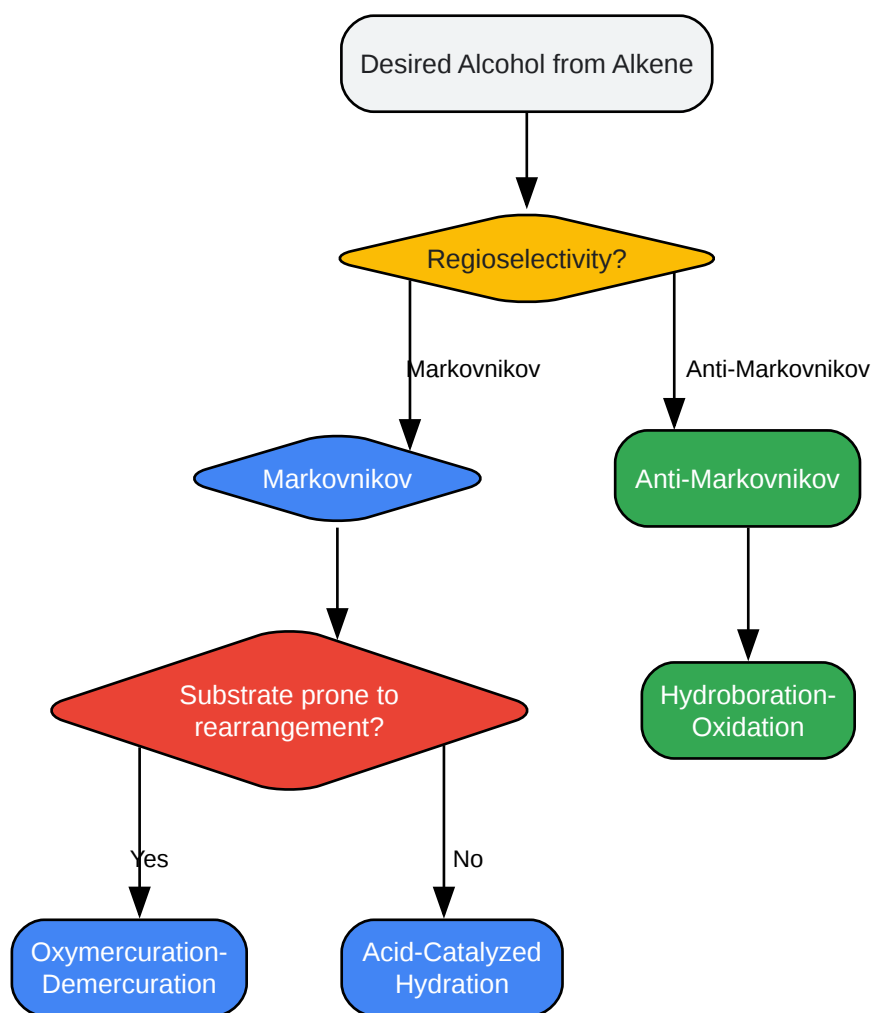 Desired Alcohol from Alkene
Regioselectivity?
Markovnikov
Anti-Markovnikov
Markovnikov
Anti-Markovnikov
Substrate prone to
rearrangement?
Hydroboration-
Oxidation
Yes
No
Oxymercuration-
Demercuration
Acid-Catalyzed
Hydration